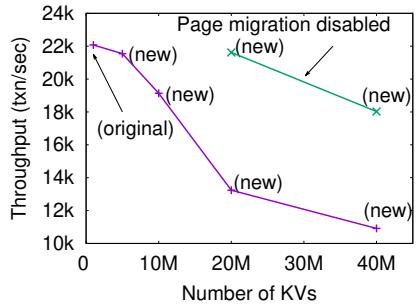 24k
Page migration disabled
22k
(new)
(new)
20k
(new)
(new)
18k
(original)
16k
14k
(new)
(new)
12k
10k
Throughput (txn/sec)
0
10M
20M
30M
40M
Number of KVs